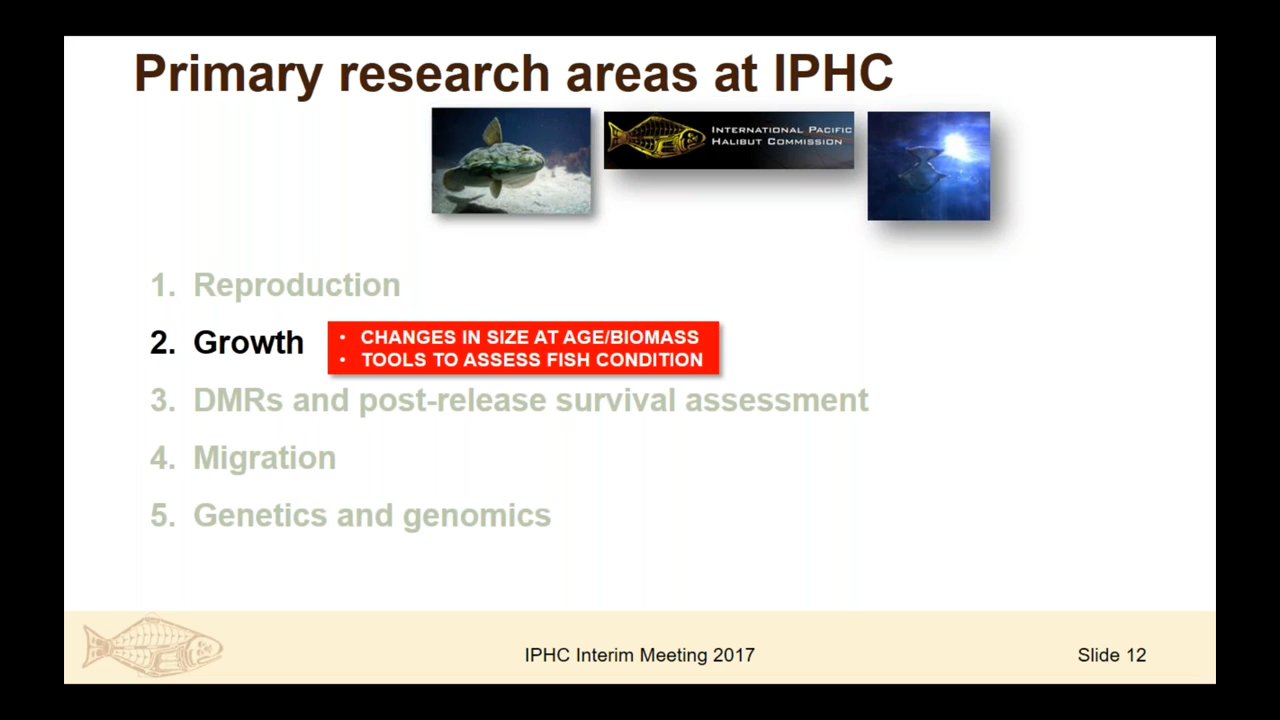 Primary research areas at IPHC
INTERNATIONAL PACIFIC
HALIBUT COMMISSION
1. Reproduction
2. Growth
• CHANGES IN SIZE AT AGE/BIOMASS
• TOOLS TO ASSESS FISH CONDITION
3. DMRs and post-release survival assessment
4. Migration
5. Genetics and genomics
IPHC Interim Meeting 2017
Slide 12